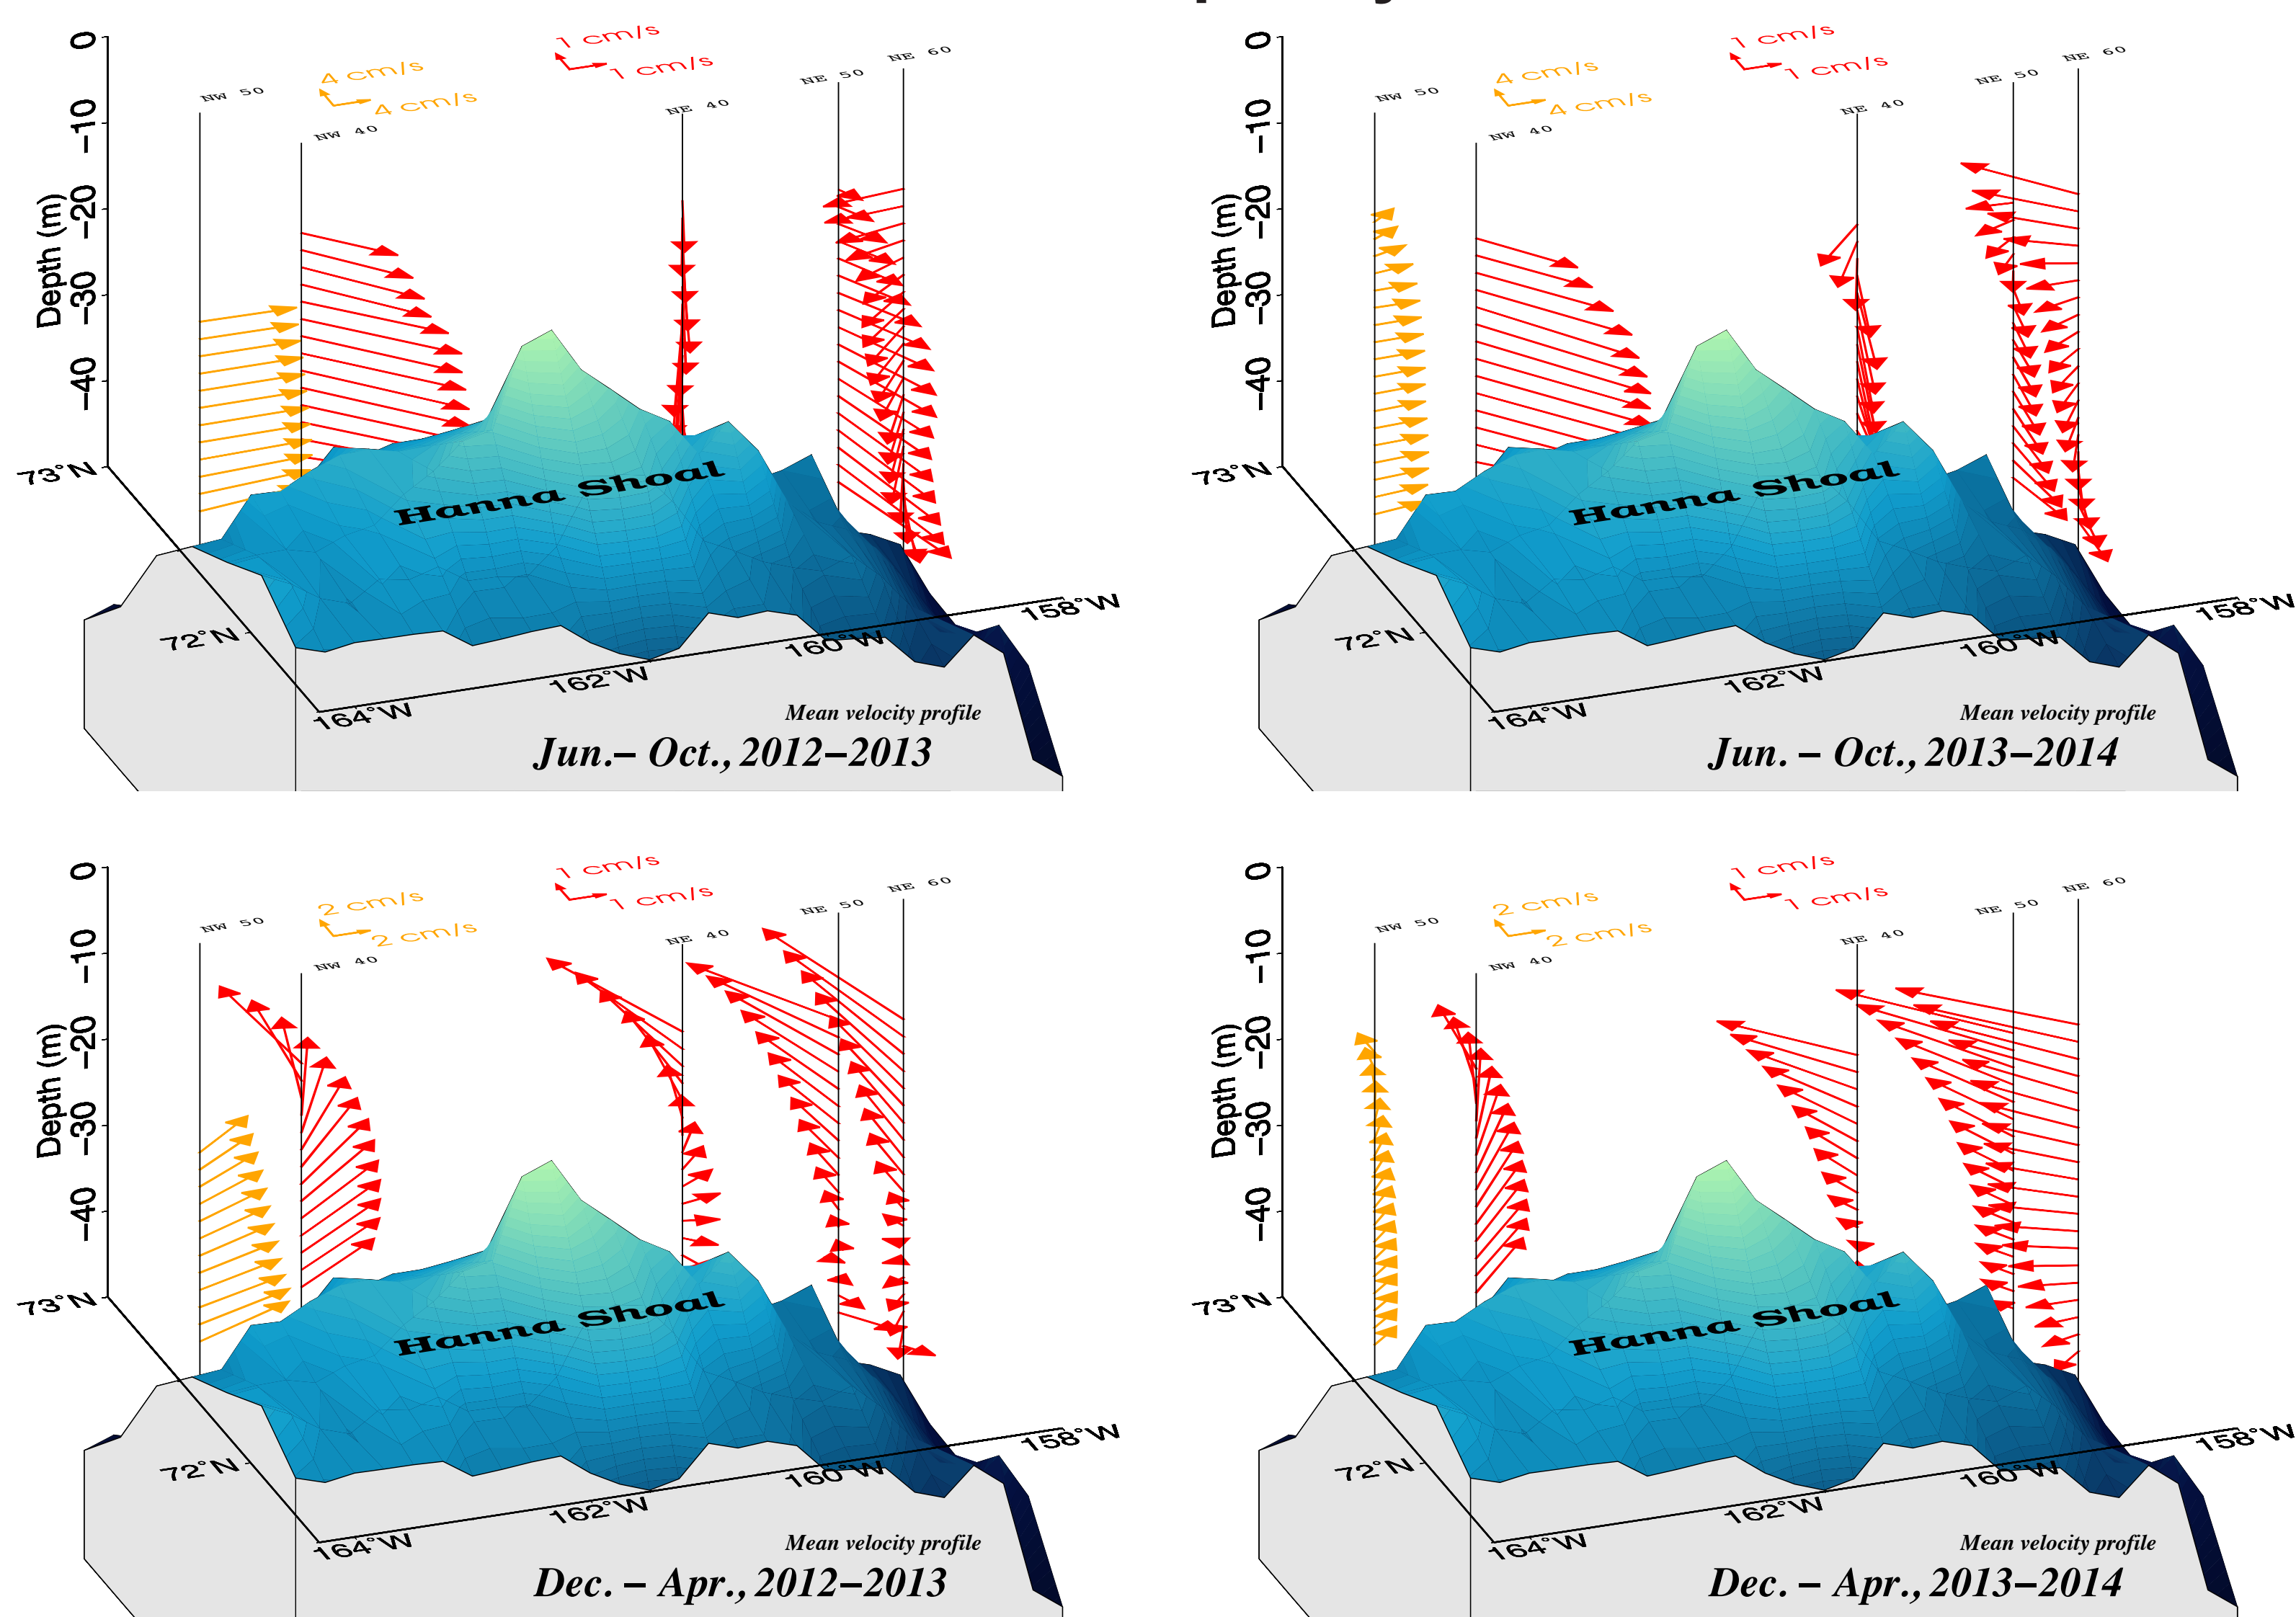 1 cm/s
1 cm/s
4 cm/s
4 cm/s
NW 50
NW 40
NE 40
NE 50
NE 60
0
−10
−20
−30
−40
Depth (m)
73°N
72°N
164°W
162°W
160°W
158°W
Hanna Shoal
Mean velocity profile
Jun.− Oct., 2012−2013
1 cm/s
1 cm/s
4 cm/s
4 cm/s
NW 50
NW 40
NE 40
NE 50
NE 60
0
−10
−20
−30
−40
Depth (m)
73°N
72°N
164°W
162°W
160°W
158°W
Hanna Shoal
Mean velocity profile
Jun. − Oct., 2013−2014
1 cm/s
1 cm/s
2 cm/s
2 cm/s
NW 50
NW 40
NE 40
NE 50
NE 60
0
−10
−20
−30
−40
Depth (m)
73°N
72°N
164°W
162°W
160°W
158°W
Hanna Shoal
Mean velocity profile
Dec. − Apr., 2012−2013
1 cm/s
1 cm/s
2 cm/s
2 cm/s
NW 50
NW 40
NE 40
NE 50
NE 60
0
−10
−20
−30
−40
Depth (m)
73°N
72°N
164°W
162°W
160°W
158°W
Hanna Shoal
Mean velocity profile
Dec. − Apr., 2013−2014